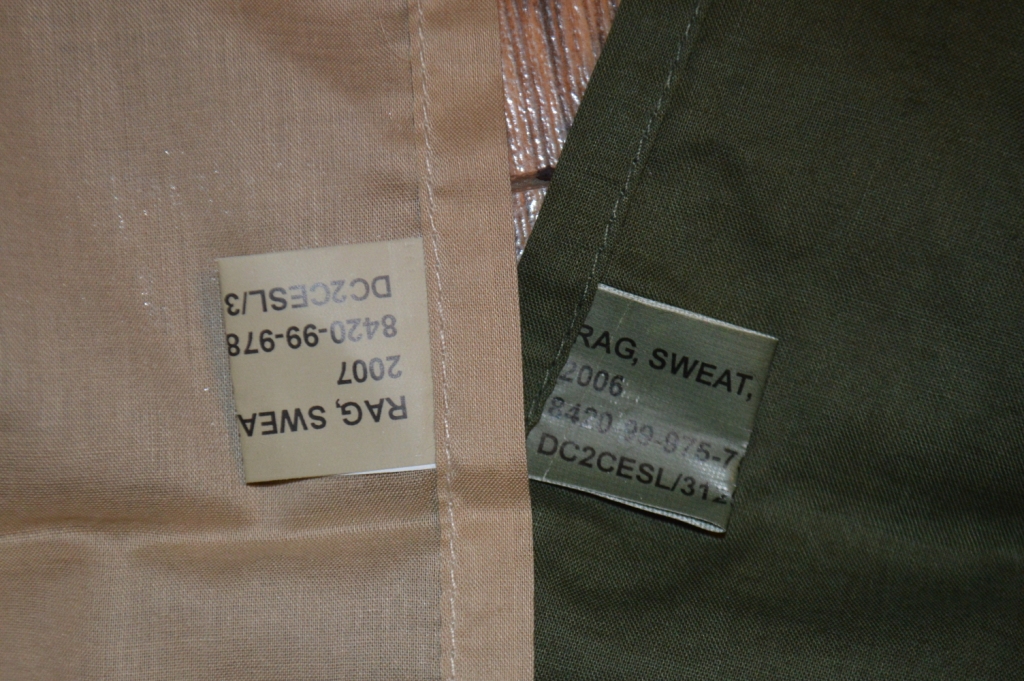 RAG, SWEA
2007
8420-99-978
DC2CESL/3
RAG, SWEAT,
2006
8420-99-975-7
DC2CESL/312